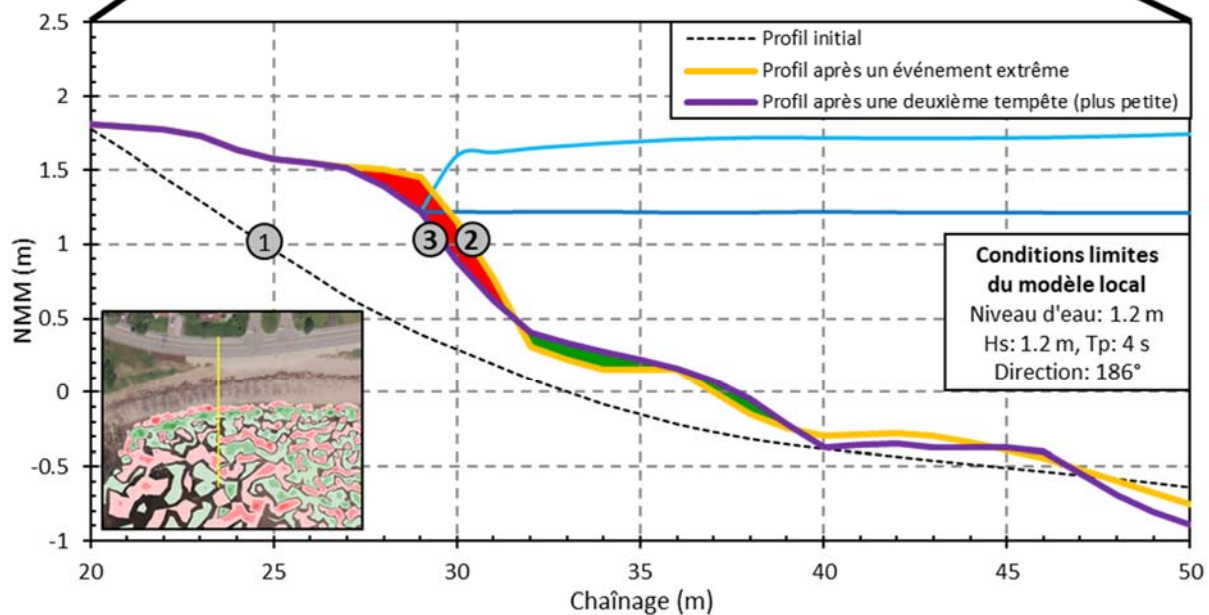 2.5
2
1.5
1
0.5
0
-0.5
-1
NMM (m)
Profil initial
Profil après un événement extrême
Profil après une deuxième tempête (plus petite)
1
3
2
Conditions limites
du modèle local
Niveau d'eau: 1.2 m
Hs: 1.2 m, Tp: 4 s
Direction: 186°
20
25
30
35
40
45
50
Chaînage (m)